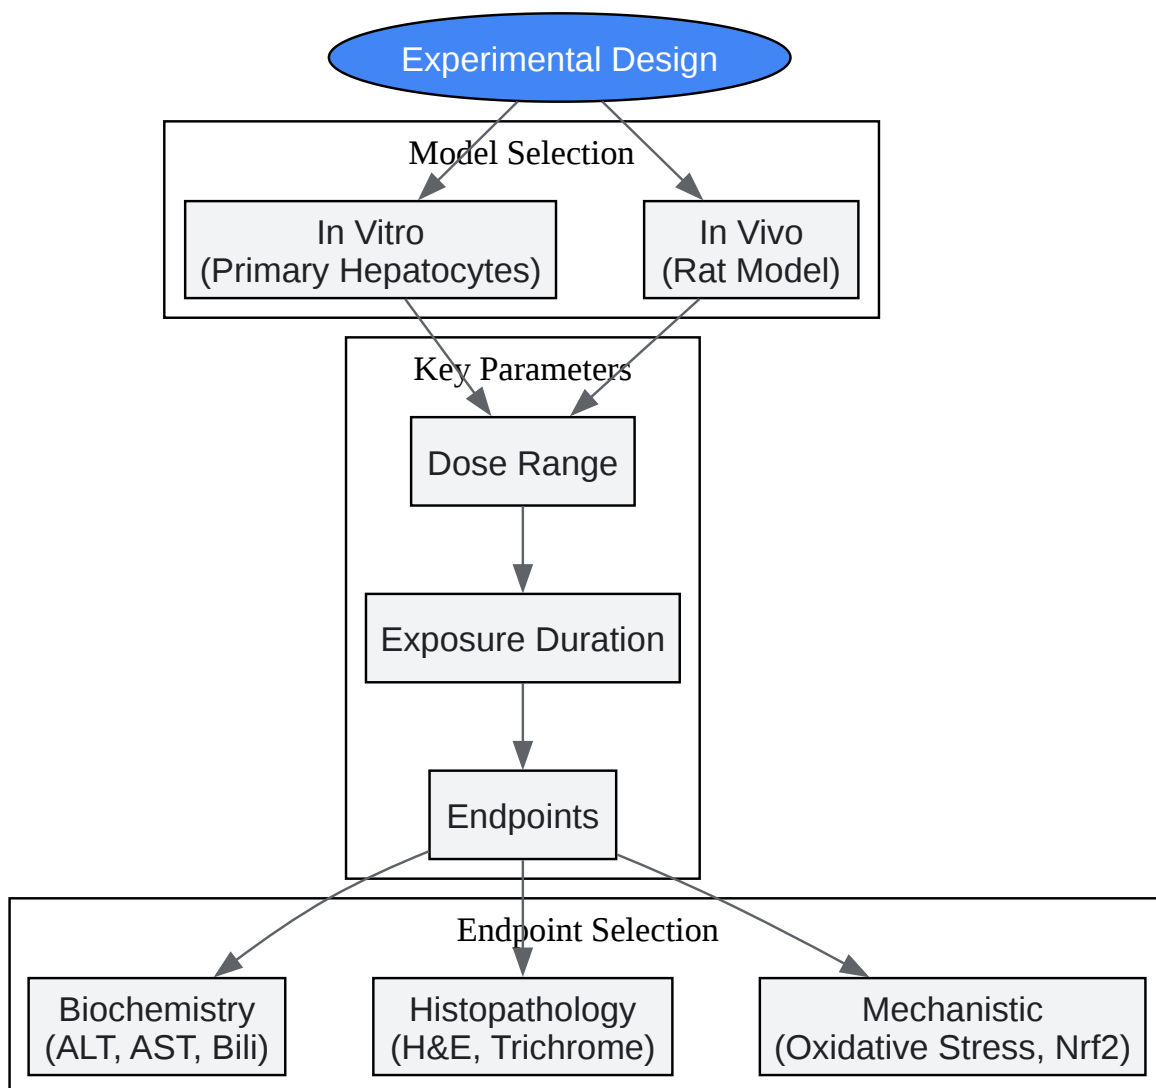 Experimental Design
Model Selection
In Vitro
(Primary Hepatocytes)
In Vivo
(Rat Model)
Key Parameters
Dose Range
Exposure Duration
Endpoints
Endpoint Selection
Biochemistry
(ALT, AST, Bili)
Histopathology
(H&E, Trichrome)
Mechanistic
(Oxidative Stress, Nrf2)